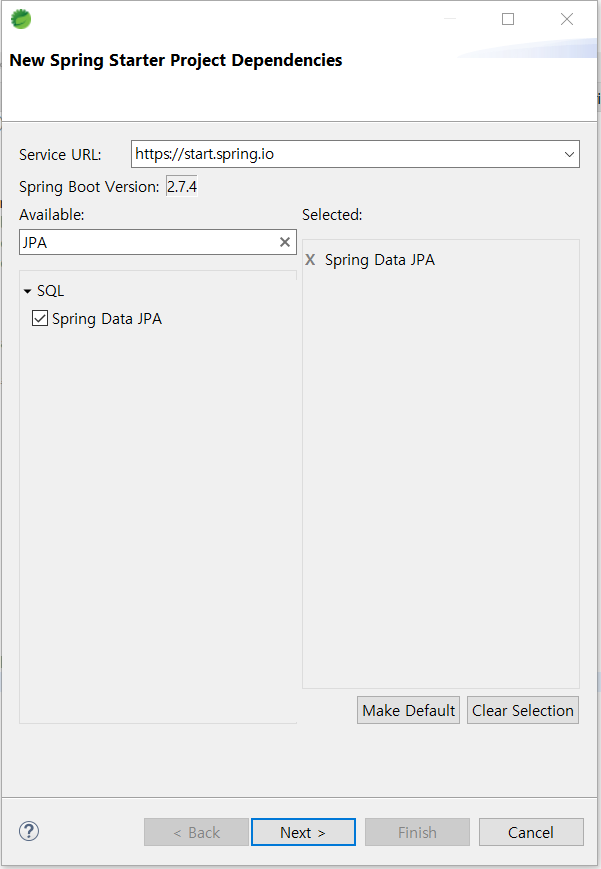 New Spring Starter Project Dependencies
Service URL: https://start.spring.io
Spring Boot Version: 2.7.4
Available:
Selected:
JPA
X Spring Data JPA
SQL
Spring Data JPA
Make Default Clear Selection
? < Back Next > Finish Cancel